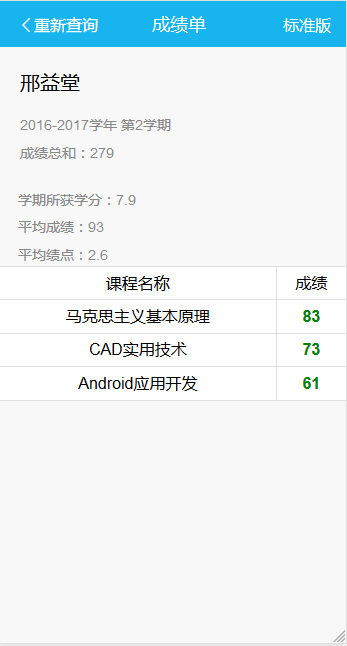 重新查询 成绩单 标准版
邢益堂
2016-2017学年 第2学期
成绩总和：279
学期所获学分：7.9
平均成绩：93
平均绩点：2.6
课程名称 成绩
马克思主义基本原理 83
CAD实用技术 73
Android应用开发 61